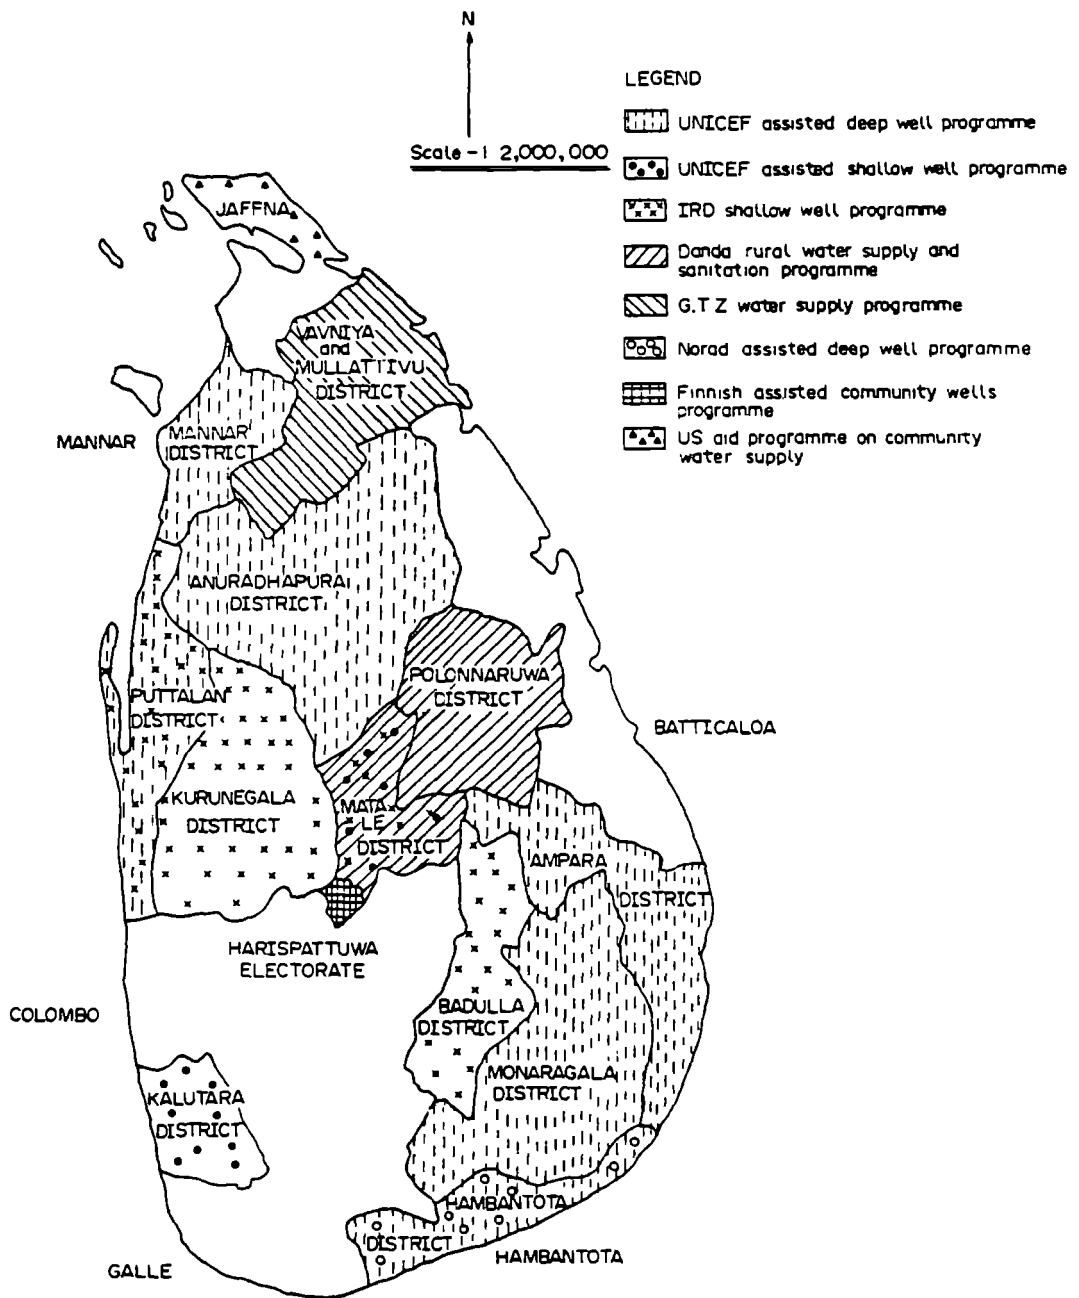 N
Scale - 1 2,000,000
LEGEND
UNICEF assisted deep well programme
UNICEF assisted shallow well programme
IRD shallow well programme
Danda rural water supply and
sanitation programme
G.T Z water supply programme
Norad assisted deep well programme
Finnish assisted community wells
programme
US aid programme on community
water supply
JAFFNA
VAVNIYA
and
MULLATTIVU
DISTRICT
MANNAR
MANNAR
DISTRICT
ANURADHAPURA
DISTRICT
POLONNARUWA
DISTRICT
PUTTALAN
DISTRICT
BATTICALOA
KURUNEGALA
DISTRICT
MATA
LE
DISTRICT
AMPARA
DISTRICT
HARISPATTUWA
ELECTORATE
COLOMBO
BADULLA
DISTRICT
MONARAGALA
DISTRICT
KALUTARA
DISTRICT
HAMBANTOTA
DISTRICT
HAMBANTOTA
GALLE